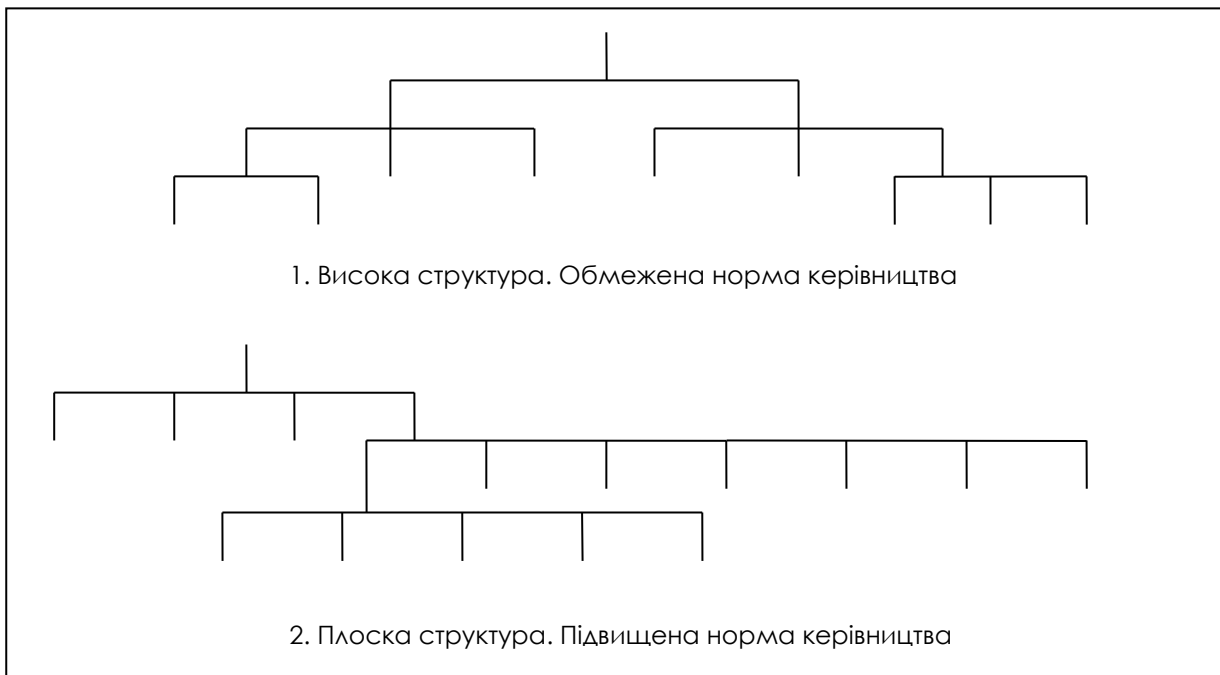 1. Висока структура. Обмежена норма керівництва
2. Плоска структура. Підвищена норма керівництва